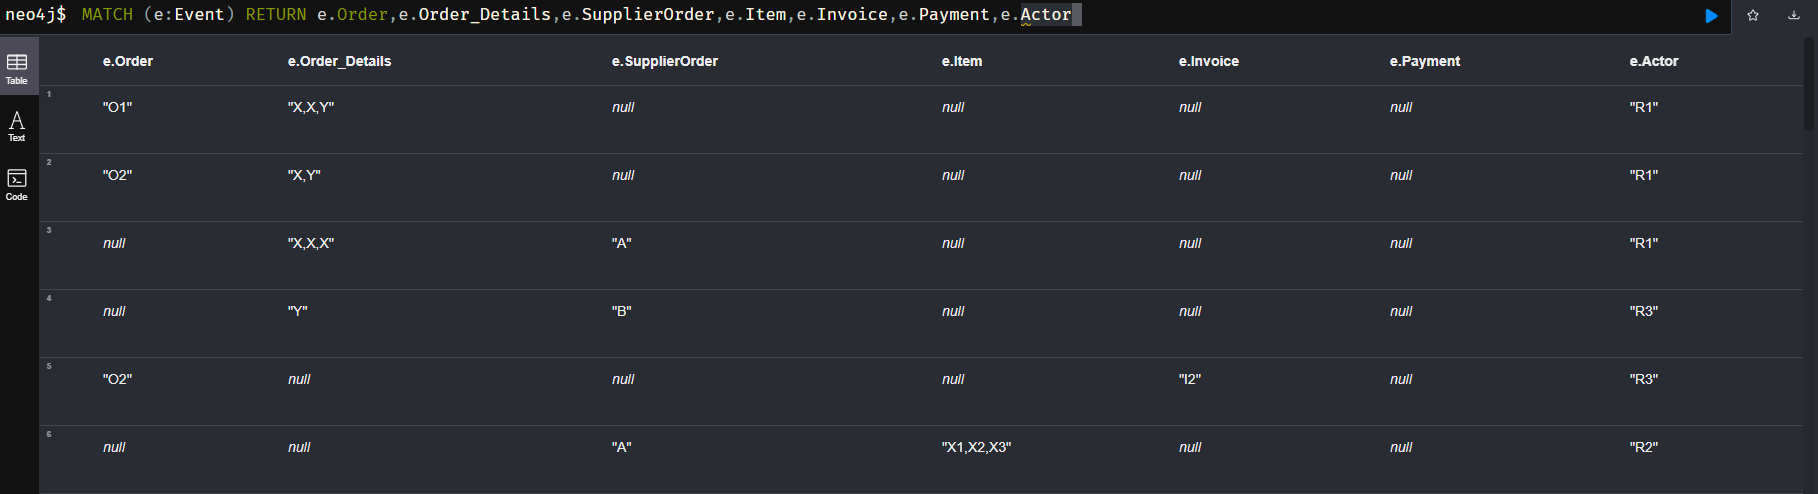 neo4j$ MATCH (e:Event) RETURN e.Order,e.Order_Details,e.SupplierOrder,e.Item,e.Invoice,e.Payment,e.Actor
Table
Text
Code
e.Order e.Order_Details e.SupplierOrder e.Item e.Invoice e.Payment e.Actor
1 "O1" "X,X,Y" null null null null "R1"
2 "O2" "X,Y" null null null null "R1"
3 null "X,X,X" "A" null null null "R1"
4 null "Y" "B" null null null "R3"
5 "O2" null null null "I2" null "R3"
6 null null "A" "X1,X2,X3" null null "R2"